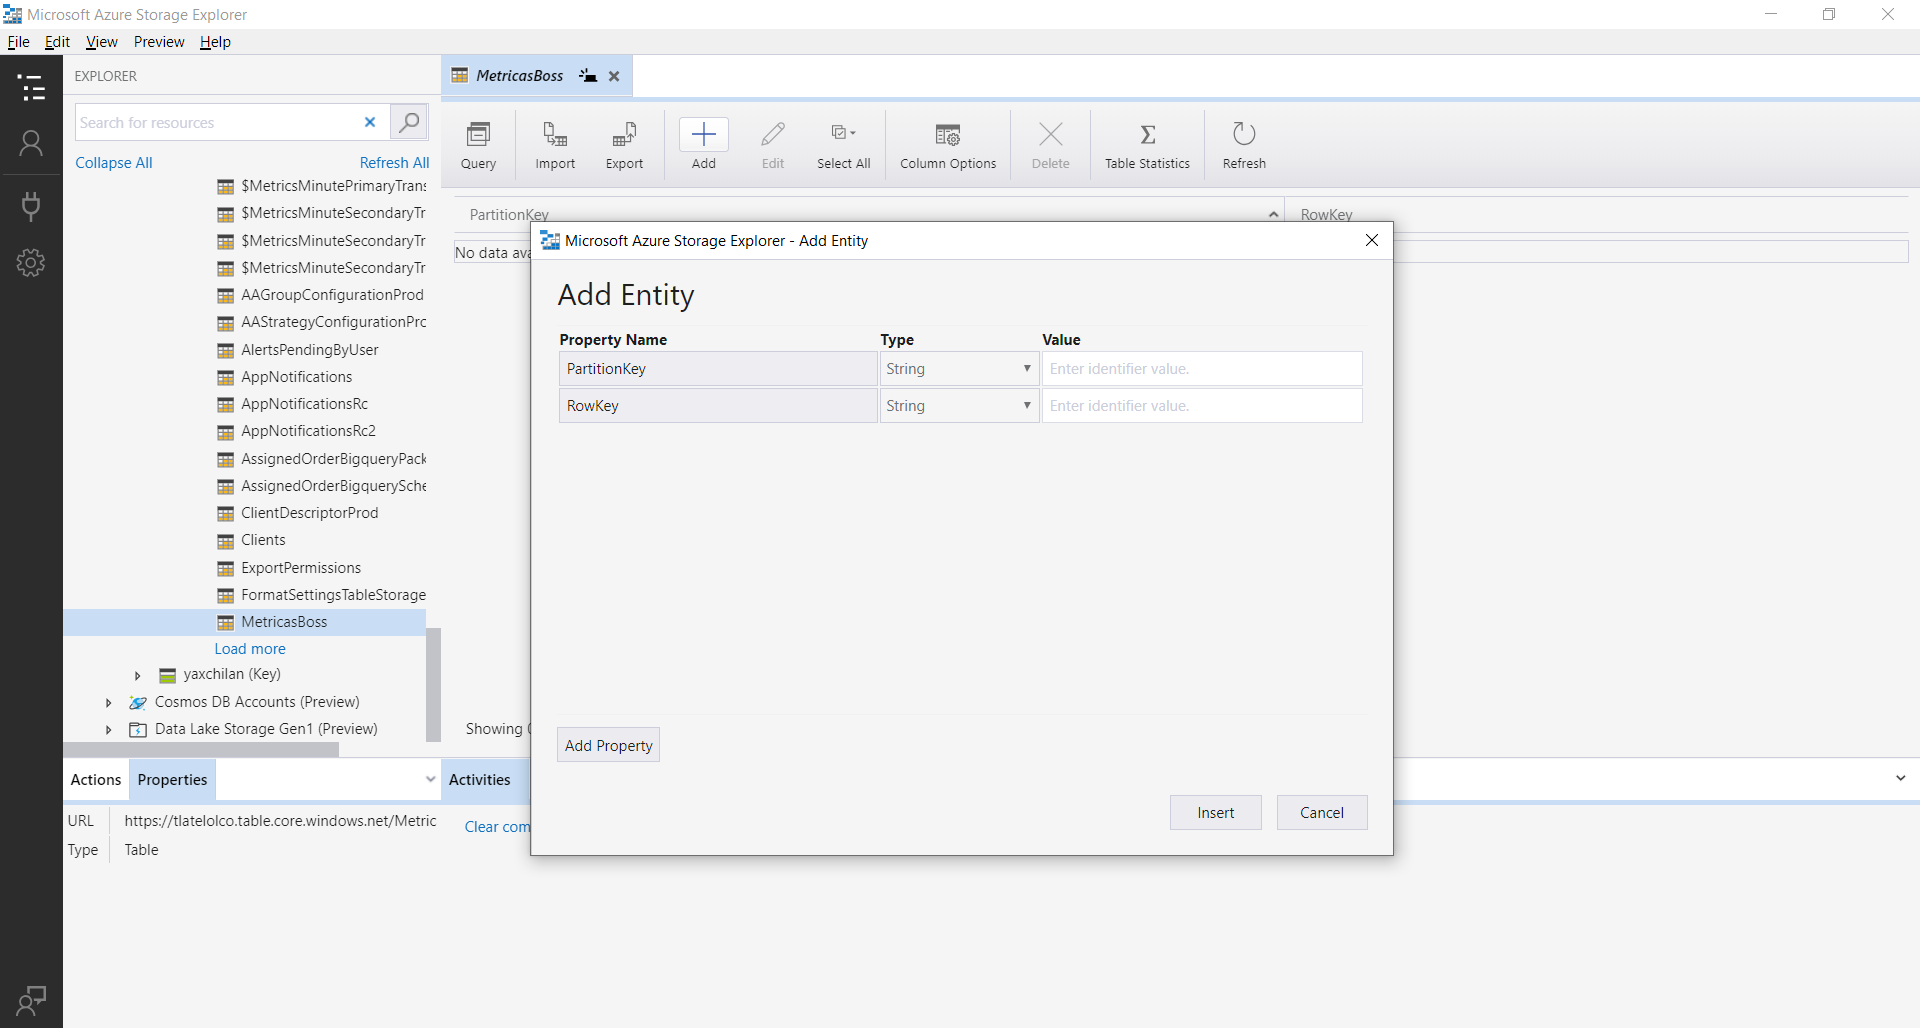 Microsoft Azure Storage Explorer
File Edit View Preview Help
EXPLORER
Search for resources
Collapse All Refresh All
$MetricsMinutePrimaryTrans
$MetricsMinuteSecondaryTr
$MetricsMinuteSecondaryTr
$MetricsMinuteSecondaryTr
AAGroupConfigurationProd
AAStrategyConfigurationPro
AlertsPendingByUser
AppNotifications
AppNotificationsRc
AppNotificationsRc2
AssignedOrderBigqueryPack
AssignedOrderBigquerySche
ClientDescriptorProd
Clients
ExportPermissions
FormatSettingsTableStorage
MetricasBoss
Load more
yaxchilan (Key)
Cosmos DB Accounts (Preview)
Data Lake Storage Gen1 (Preview)
Actions Properties
URL https://tlatelolco.table.core.windows.net/Metric
Type Table
MetricasBoss
Query Import Export Add Edit Select All Column Options Delete Table Statistics Refresh
PartitionKey RowKey
No data ava
Showing
Activities
Clear com
Microsoft Azure Storage Explorer - Add Entity
Add Entity
Property Name Type Value
PartitionKey String Enter identifier value.
RowKey String Enter identifier value.
Add Property
Insert Cancel